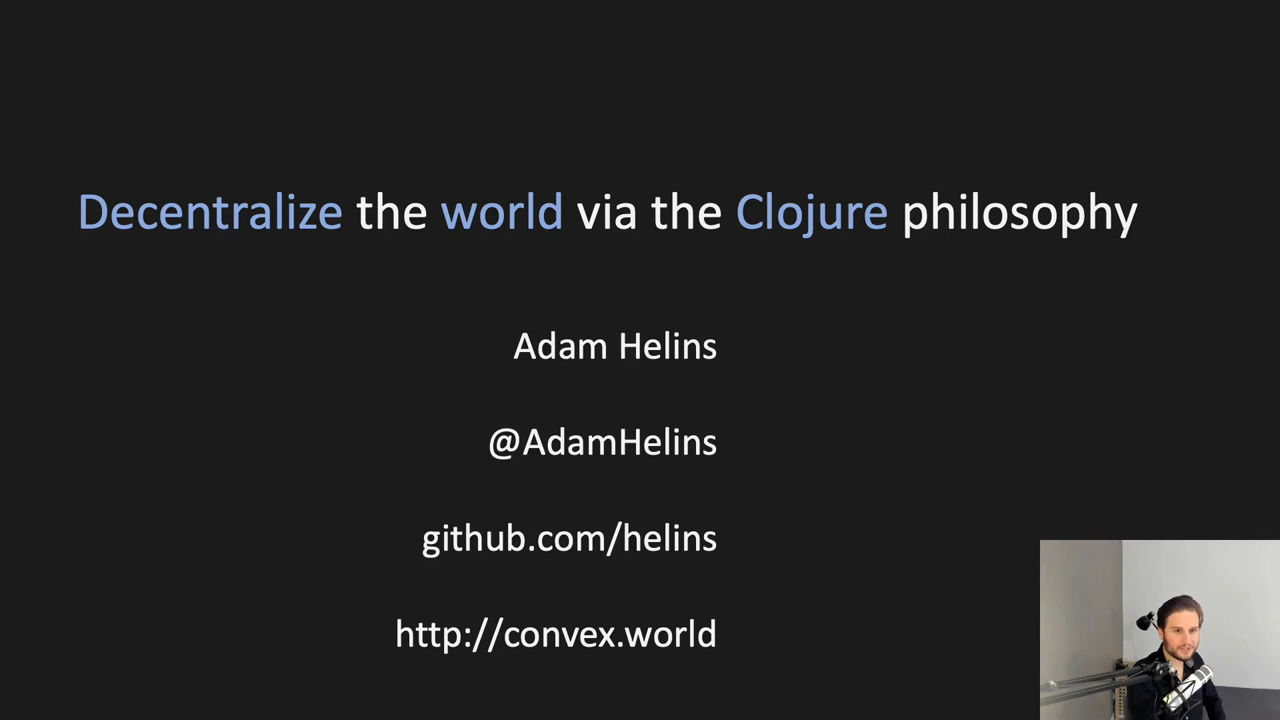 Decentralize the world via the Clojure philosophy
Adam Helins
@AdamHelins
github.com/helins
http://convex.world